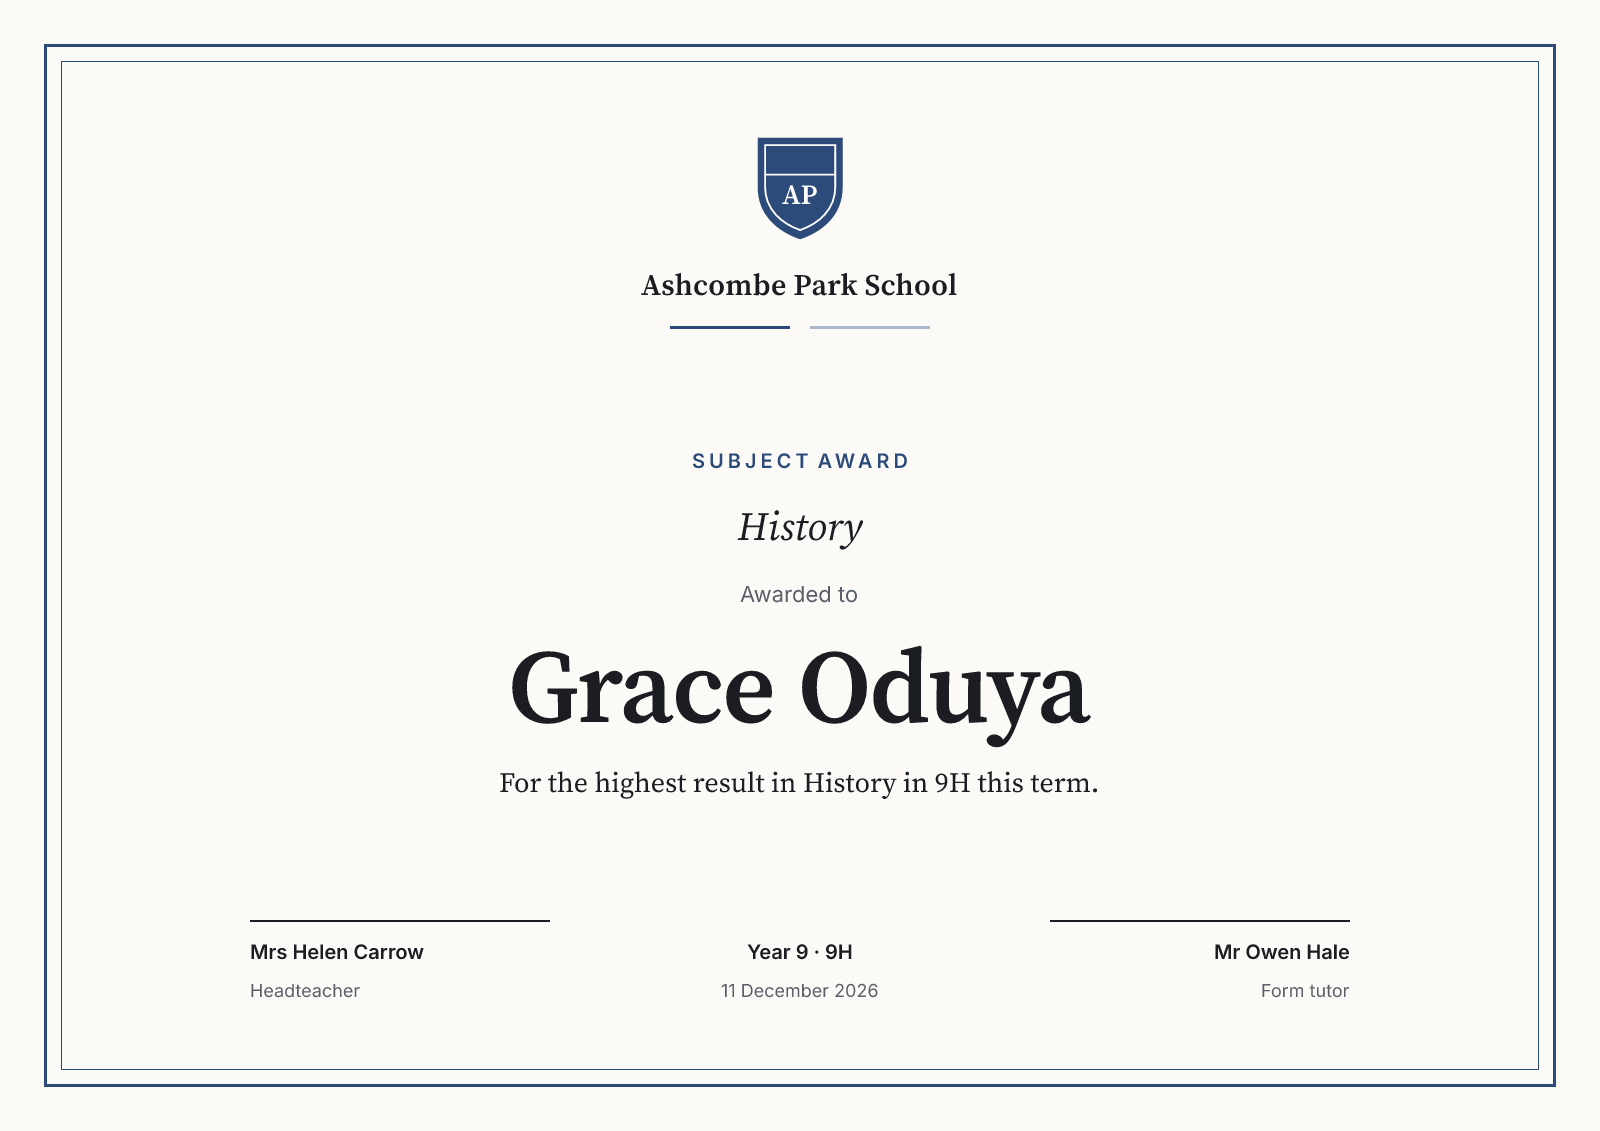 AP
Ashcombe Park School
SUBJECT AWARD
History
Awarded to
Grace Oduya
For the highest result in History in 9H this term.
Mrs Helen Carrow
Headteacher
Year 9 · 9H
11 December 2026
Mr Owen Hale
Form tutor